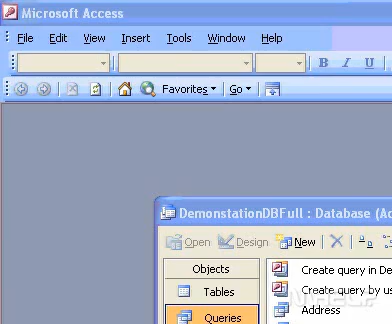 Microsoft Access
File Edit View Insert Tools Window Help
B I U
Favorites Go
DemonstationDBFull : Database (Ac
Open Design New
Objects
Create query in De
Tables
Create query by us
Address
Queries